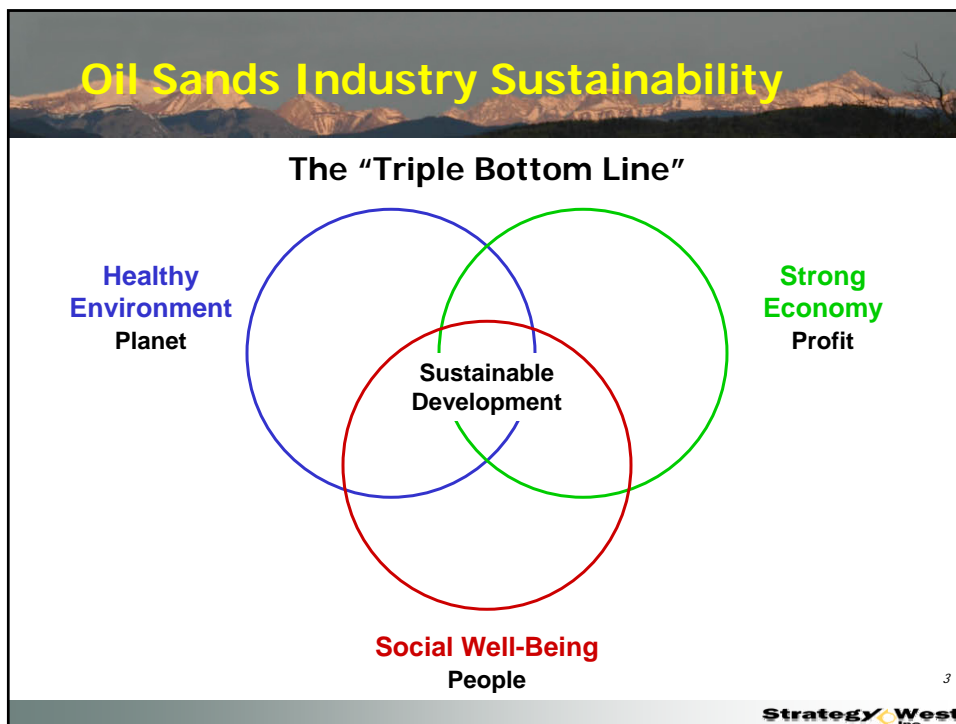 Oil Sands Industry Sustainability
The “Triple Bottom Line”
Healthy
Environment
Planet
Strong
Economy
Profit
Sustainable
Development
Social Well-Being
People
3
Strategy West
Inc.